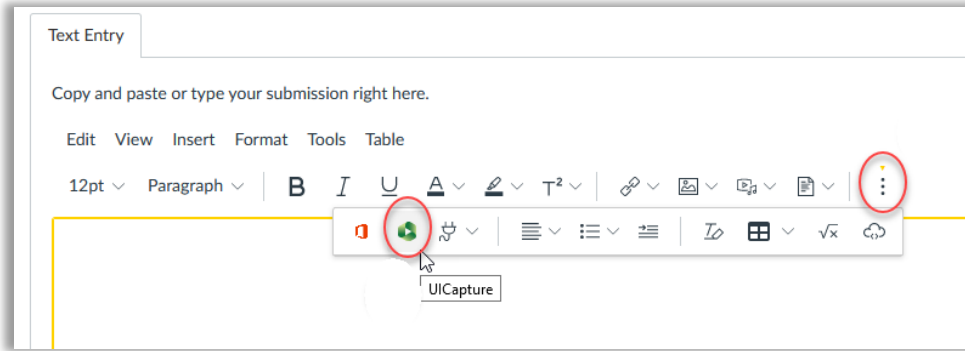 Text Entry
Copy and paste or type your submission right here.
Edit View Insert Format Tools Table
12pt Paragraph B I U A T²
√x
UICapture